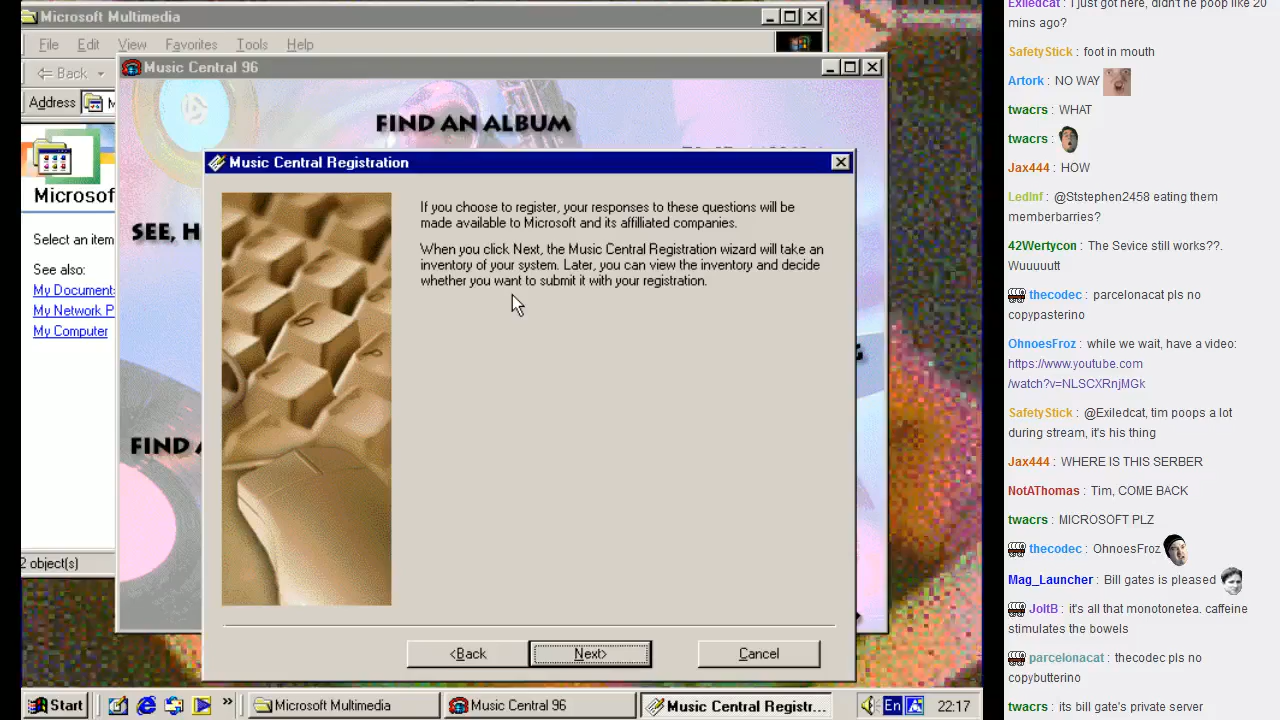 Microsoft Multimedia
File Edit View Favorites Tools Help
Back
Address
Music Central 96
FIND AN ALBUM
Music Central Registration
If you choose to register, your responses to these questions will be
made available to Microsoft and its affiliated companies.
When you click Next, the Music Central Registration wizard will take an
inventory of your system. Later, you can view the inventory and decide
whether you want to submit it with your registration.
Microsof
SEE, H
Select an item
See also:
My Document
My Network P
My Computer
FIND A
2 object(s)
<Back Next> Cancel
Start Microsoft Multimedia Music Central 96 Music Central Registr... En 22:17
Exiledcat : I just got here, didnt he poop like 20
mins ago?
SafetyStick : foot in mouth
Artork : NO WAY
twacrs : WHAT
twacrs :
Jax444 : HOW
LedInf : @Ststephen2458 eating them
memberbarries?
42Wertycon : The Sevice still works??.
Wuuuutt
thecodec : parcelonacat pls no
copypasterino
OhnoesFroz : while we wait, have a video:
https://www.youtube.com
/watch?v=NLSCXRnjMGk
SafetyStick : @Exiledcat, tim poops a lot
during stream, it's his thing
Jax444 : WHERE IS THIS SERBER
NotAThomas : Tim, COME BACK
twacrs : MICROSOFT PLZ
thecodec : OhnoesFroz
Mag_Launcher : Bill gates is pleased
JoltB : it's all that monotonetea. caffeine
stimulates the bowels
parcelonacat : thecodec pls no
copybutterino
twacrs : its bill gate's private server